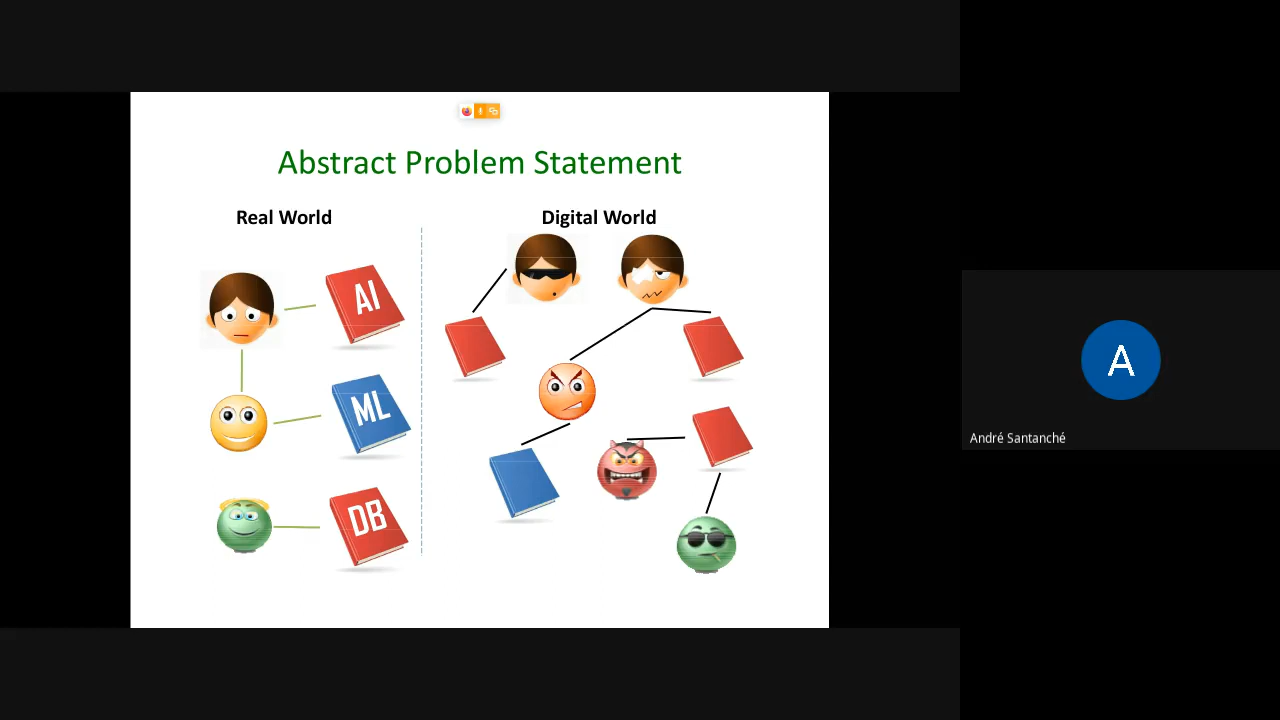 Abstract Problem Statement
Real World
Digital World
AI
ML
DB
A
André Santanché